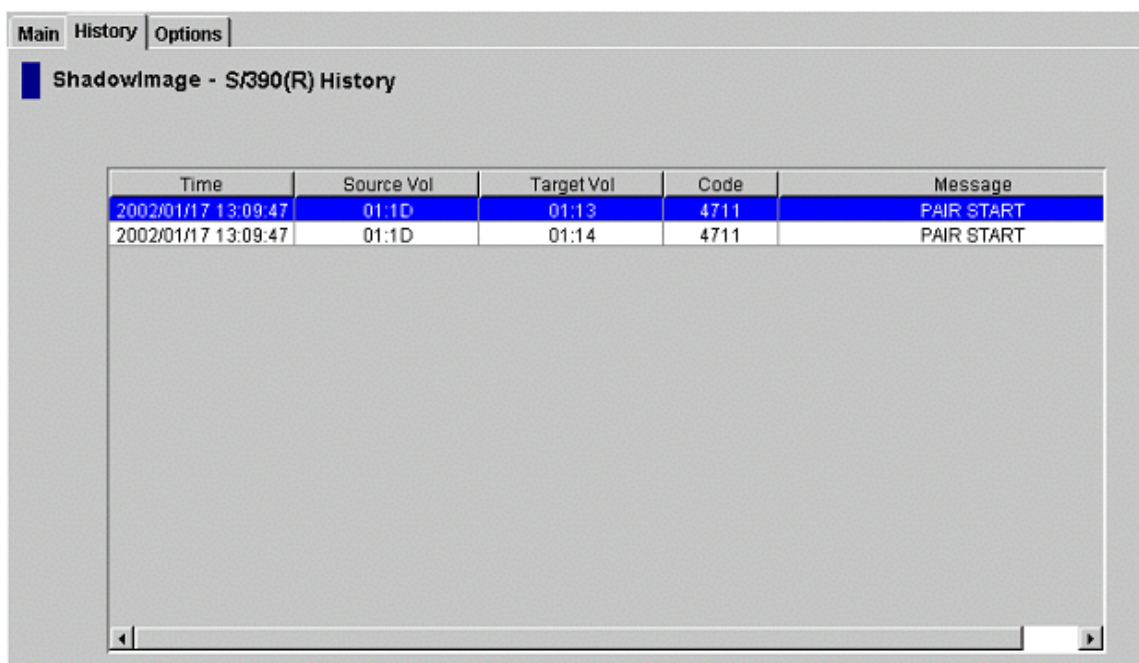 Main History Options
ShadowImage - S/390(R) History
Time Source Vol Target Vol Code Message
2002/01/17 13:09:47 01:1D 01:13 4711 PAIR START
2002/01/17 13:09:47 01:1D 01:14 4711 PAIR START